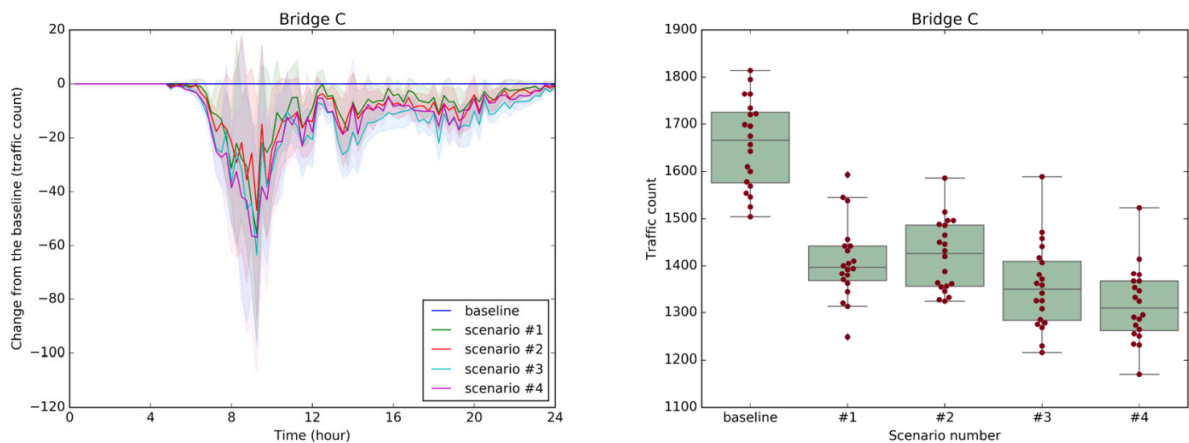 Bridge C
20
0
−20
−40
−60
−80
−100
−120
Change from the baseline (traffic count)
baseline
scenario #1
scenario #2
scenario #3
scenario #4
0 4 8 12 16 20 24
Time (hour)
Bridge C
1900
1800
1700
1600
1500
1400
1300
1200
1100
Traffic count
baseline #1 #2 #3 #4
Scenario number